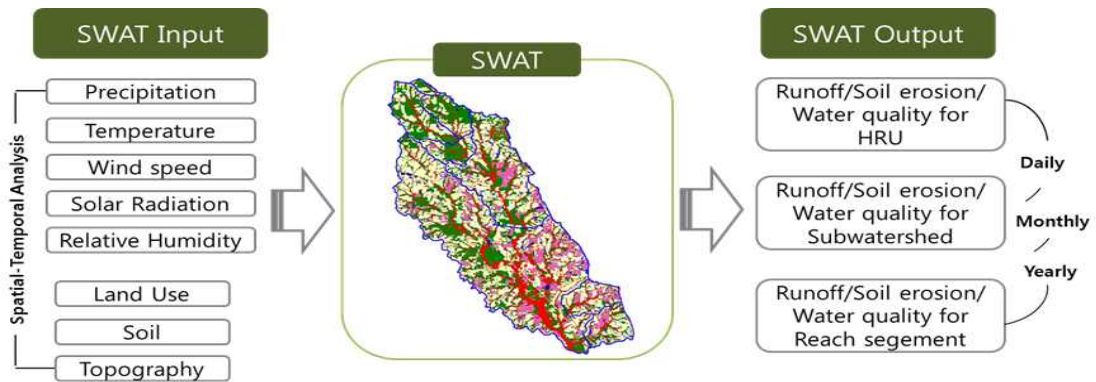 SWAT Input
Precipitation
Temperature
Wind speed
Solar Radiation
Relative Humidity
Land Use
Soil
Topography
Spatial-Temporal Analysis
SWAT
SWAT Output
Runoff/Soil erosion/
Water quality for
HRU
Runoff/Soil erosion/
Water quality for
Subwatershed
Runoff/Soil erosion/
Water quality for
Reach segement
Daily
Monthly
Yearly